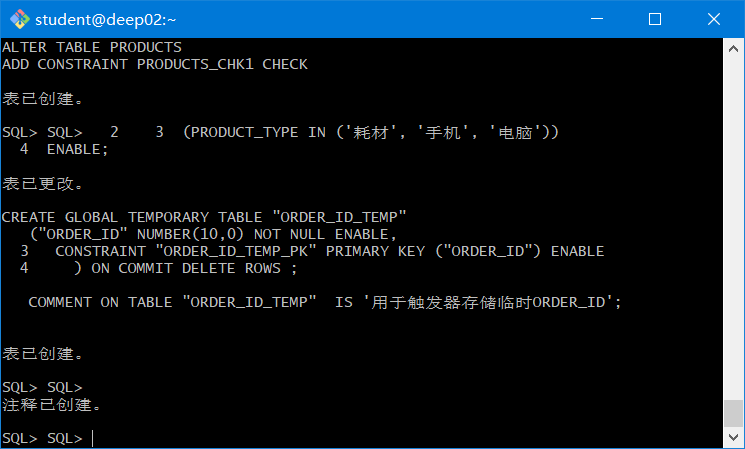 student@deep02:~
ALTER TABLE PRODUCTS
ADD CONSTRAINT PRODUCTS_CHK1 CHECK
表已创建。
SQL> SQL>   2    3  (PRODUCT_TYPE IN ('耗材', '手机', '电脑'))
  4  ENABLE;
表已更改。
CREATE GLOBAL TEMPORARY TABLE "ORDER_ID_TEMP"
   ("ORDER_ID" NUMBER(10,0) NOT NULL ENABLE,
  3   CONSTRAINT "ORDER_ID_TEMP_PK" PRIMARY KEY ("ORDER_ID") ENABLE
  4     ) ON COMMIT DELETE ROWS ;
   COMMENT ON TABLE "ORDER_ID_TEMP"  IS '用于触发器存储临时ORDER_ID';
表已创建。
SQL> SQL>
注释已创建。
SQL> SQL>